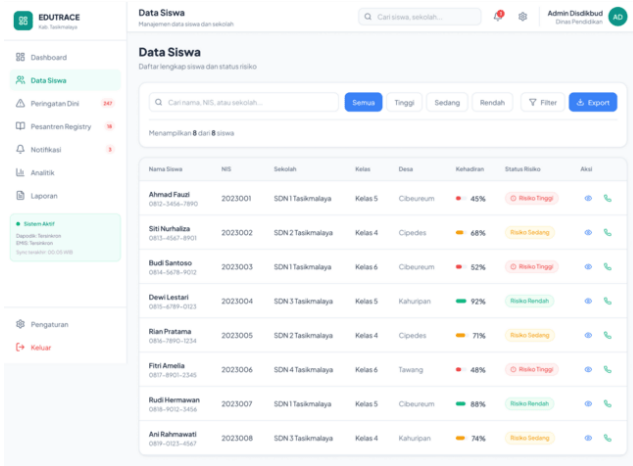 EDUTRACE
Kab. Tasikmalaya
Dashboard
Data Siswa
Peringatan Dini 247
Pesantren Registry 18
Notifikasi 3
Analitik
Laporan
Sistem Aktif
Dapodik: Tersinkron
EMIS: Tersinkron
Pengaturan
Keluar
Data Siswa
Manajemen data siswa dan sekolah
Cari siswa, sekolah...
Admin Disdikbud
Dinas Pendidikan
AD
Data Siswa
Daftar lengkap siswa dan status risiko
Cari nama, NIS, atau sekolah...
Semua Tinggi Sedang Rendah Filter Export
Menampilkan 8 dari 8 siswa
Nama Siswa NIS Sekolah Kelas Desa Kehadiran Status Risiko Aksi
Ahmad Fauzi 2023001 SDN 1 Tasikmalaya Kelas 5 Cibeureum 45% Risiko Tinggi
0812-3456-7890
Siti Nurhaliza 2023002 SDN 2 Tasikmalaya Kelas 4 Cipedes 68% Risiko Sedang
0813-4567-8901
Budi Santoso 2023003 SDN 1 Tasikmalaya Kelas 6 Cibeureum 52% Risiko Tinggi
0814-5678-9012
Dewi Lestari 2023004 SDN 3 Tasikmalaya Kelas 5 Kahuripan 92% Risiko Rendah
0815-6789-0123
Rian Pratama 2023005 SDN 2 Tasikmalaya Kelas 4 Cipedes 71% Risiko Sedang
0816-7890-1234
Fitri Amelia 2023006 SDN 4 Tasikmalaya Kelas 6 Tawang 48% Risiko Tinggi
0817-8901-2345
Rudi Hermawan 2023007 SDN 1 Tasikmalaya Kelas 5 Cibeureum 88% Risiko Rendah
0818-9012-3456
Ani Rahmawati 2023008 SDN 3 Tasikmalaya Kelas 4 Kahuripan 74% Risiko Sedang
0819-0123-4567